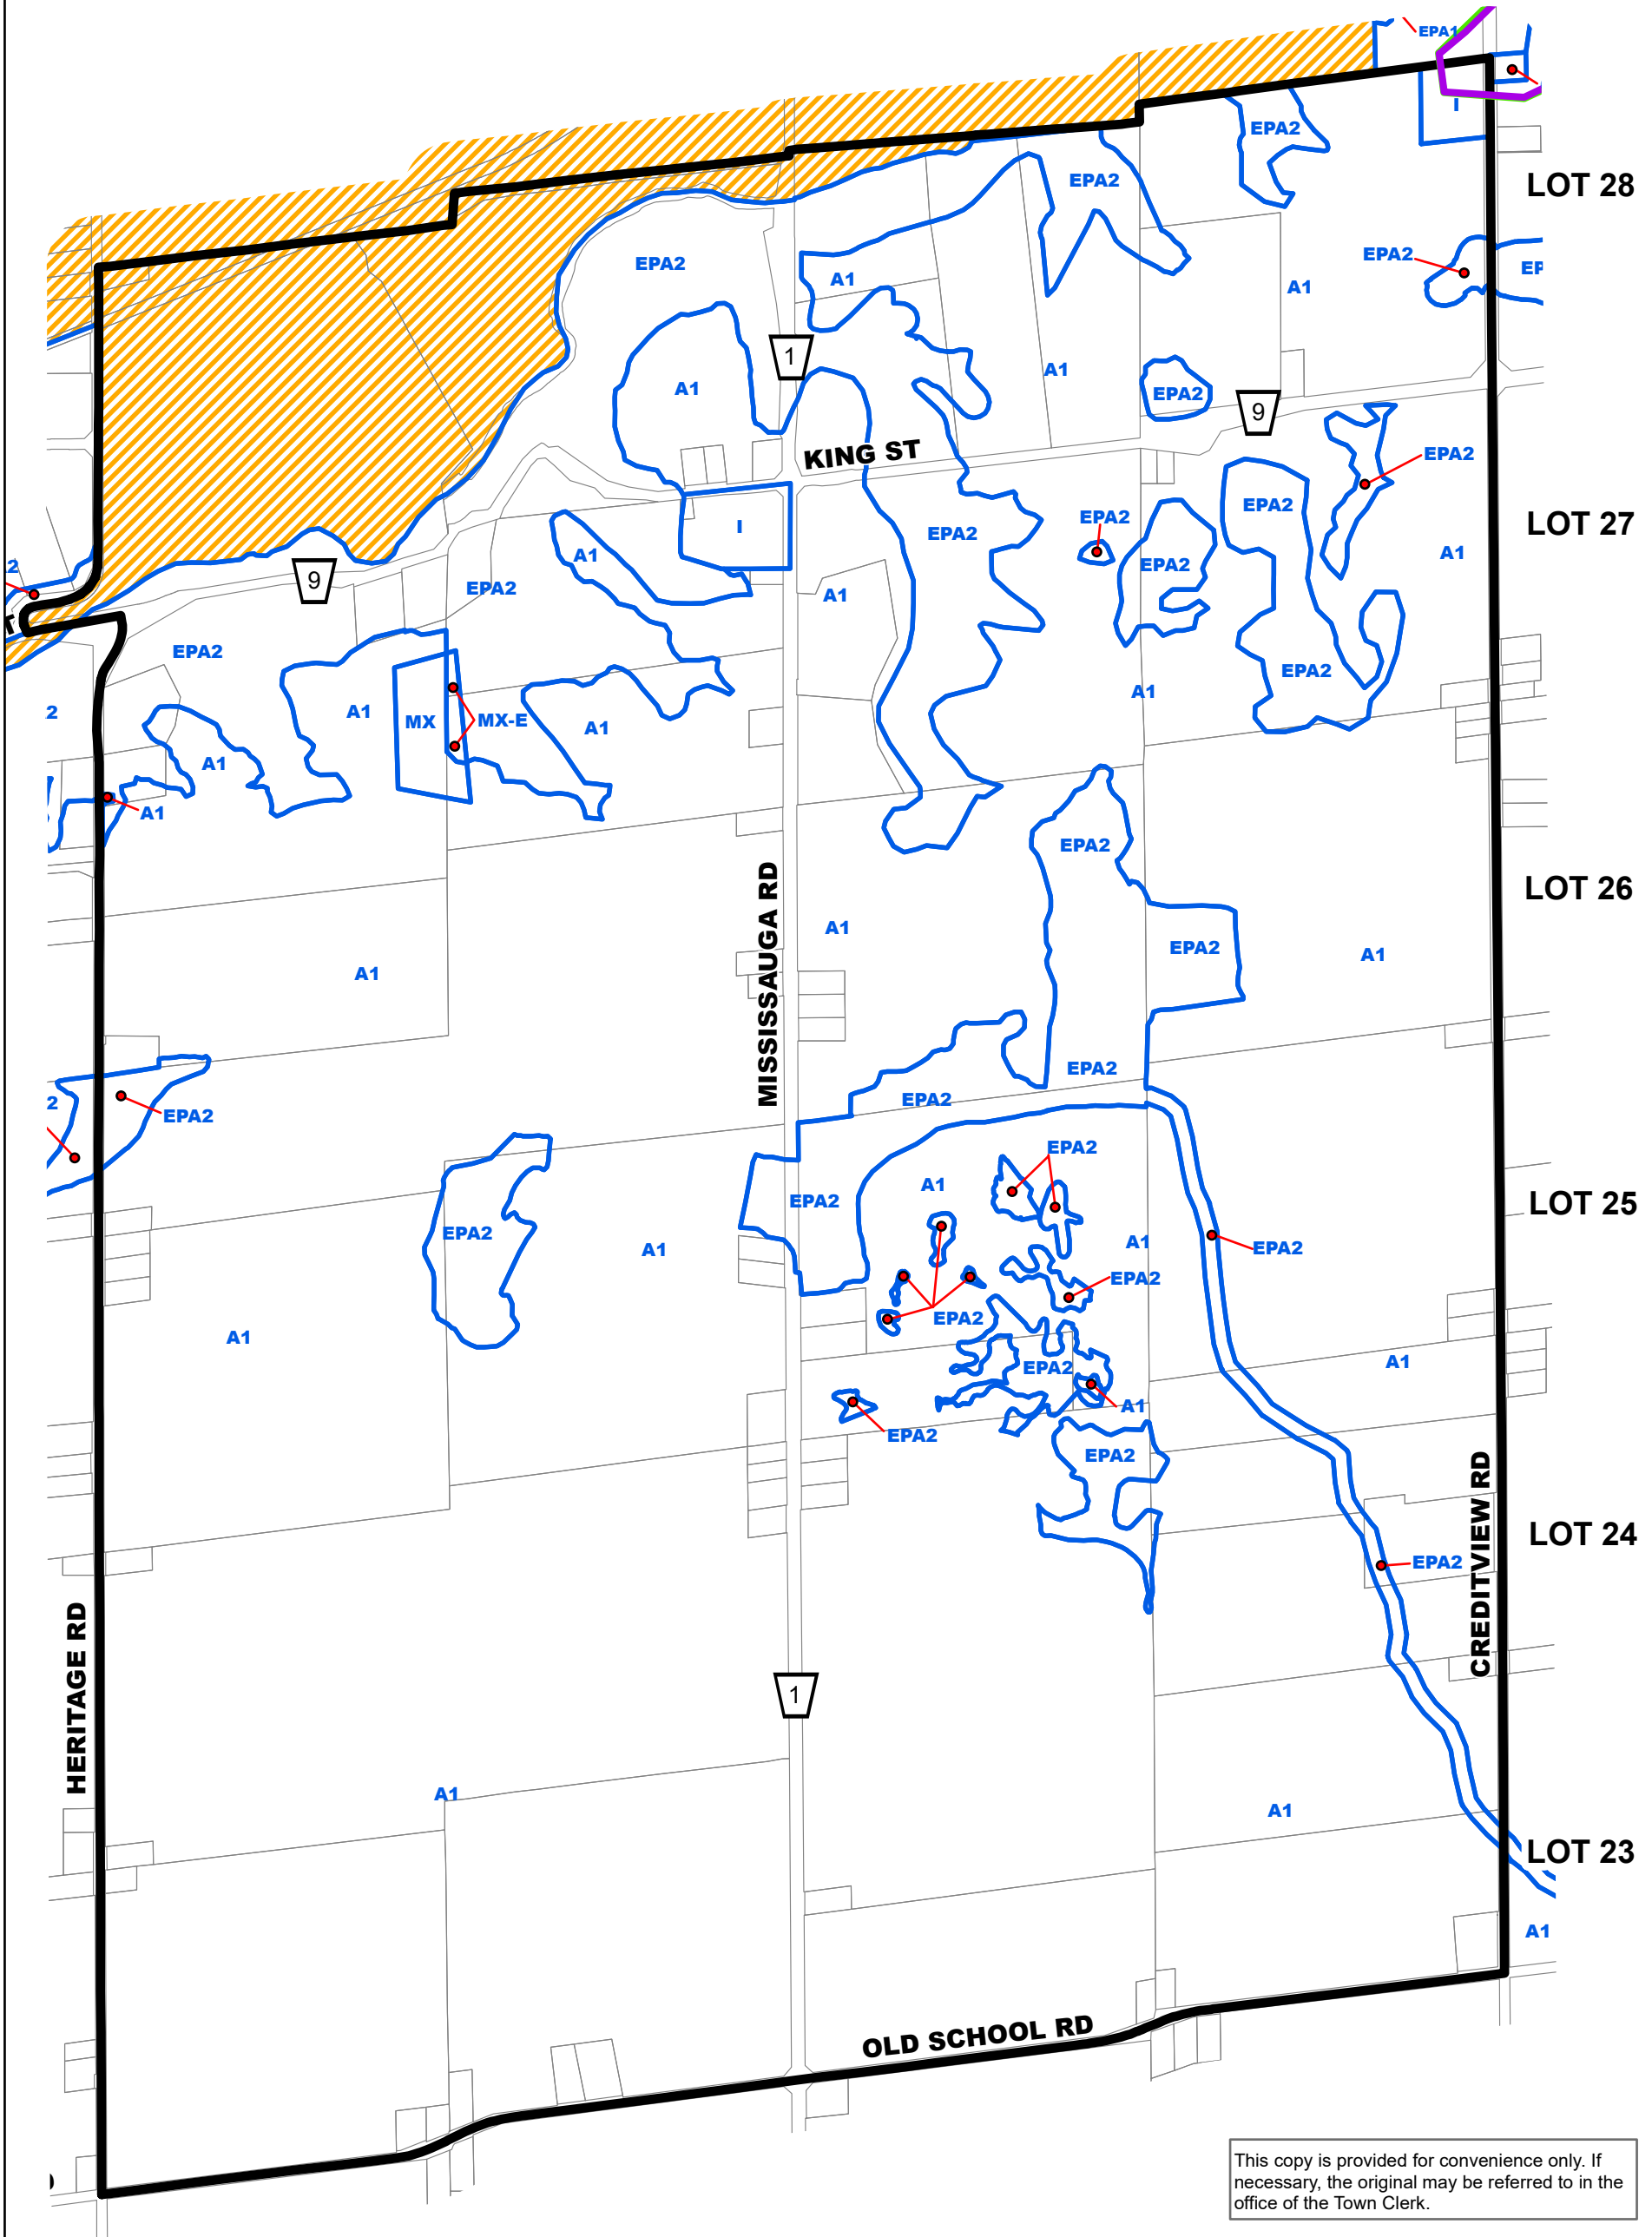 EPA1
I
EPA2
LOT 28
EPA2
EPA2
EPA2
EP
A1
A1
1
A1
A1
EPA2
9
KING ST
EPA2
I
EPA2
EPA2
EPA2
LOT 27
A1
A1
2
9
EPA2
A1
EPA2
T
EPA2
EPA2
A1
2
A1
MX
MX-E
A1
A1
A1
EPA2
LOT 26
A1
EPA2
A1
A1
MISSISSAUGA RD
EPA2
EPA2
2
EPA2
EPA2
A1
EPA2
LOT 25
EPA2
A1
A1
EPA2
EPA2
EPA2
A1
EPA2
A1
A1
EPA2
EPA2
EPA2
LOT 24
EPA2
CREDITVIEW RD
HERITAGE RD
1
A1
A1
LOT 23
A1
OLD SCHOOL RD
This copy is provided for convenience only. If
necessary, the original may be referred to in the
office of the Town Clerk.